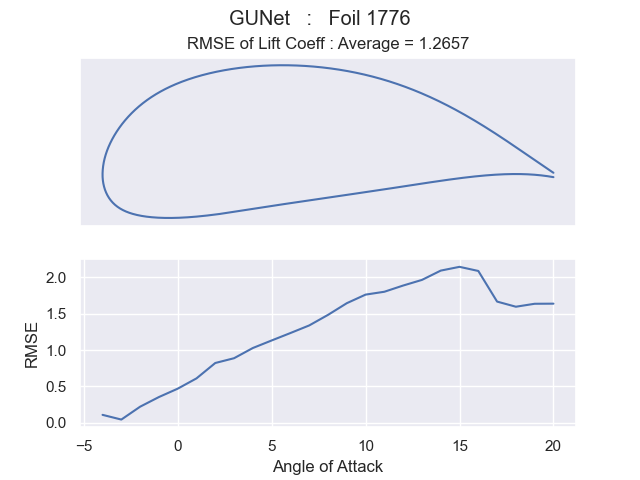 GUNet : Foil 1776
RMSE of Lift Coeff : Average = 1.2657
2.0
1.5
1.0
0.5
0.0
RMSE
−5 0 5 10 15 20
Angle of Attack